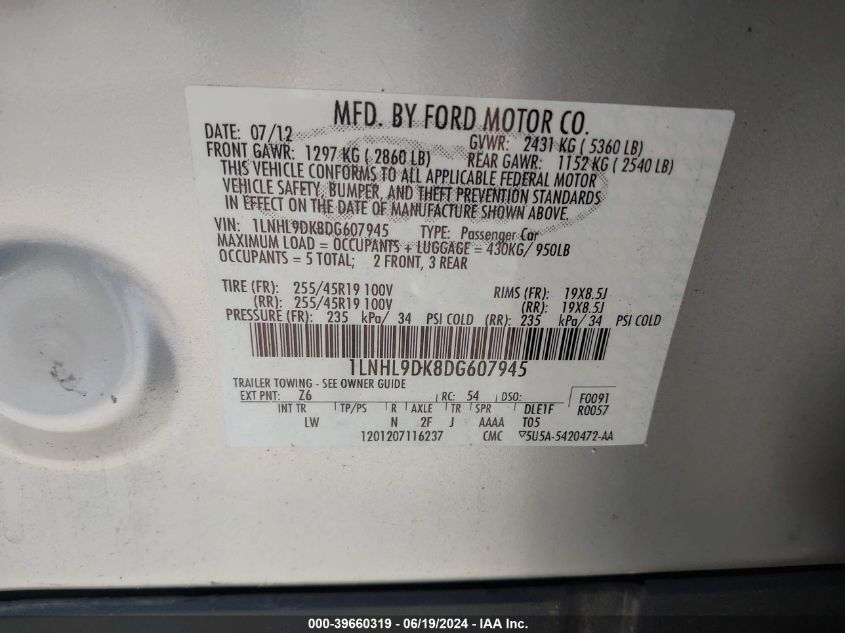 MFD. BY FORD MOTOR CO.
DATE: 07/12 GVWR: 2431 KG ( 5360 LB)
FRONT GAWR: 1297 KG ( 2860 LB) REAR GAWR: 1152 KG ( 2540 LB)
THIS VEHICLE CONFORMS TO ALL APPLICABLE FEDERAL MOTOR
VEHICLE SAFETY, BUMPER, AND THEFT PREVENTION STANDARDS
IN EFFECT ON THE DATE OF MANUFACTURE SHOWN ABOVE.
VIN: 1LNHL9DK8DG607945 TYPE: Passenger Car
MAXIMUM LOAD = OCCUPANTS + LUGGAGE = 430KG/ 950LB
OCCUPANTS = 5 TOTAL; 2 FRONT, 3 REAR
TIRE (FR): 255/45R19 100V RIMS (FR): 19X8.5J
(RR): 255/45R19 100V (RR): 19X8.5J
PRESSURE (FR): 235 kPa/ 34 PSI COLD (RR): 235 kPa/ 34 PSI COLD
1LNHL9DK8DG607945
TRAILER TOWING - SEE OWNER GUIDE
EXT PNT: Z6 RC: 54 DSO: F0091
INT TR TP/PS R AXLE TR SPR DLE1F R0057
LW N 2F J AAAA T05
1201207116237 CMC ▽5U5A-5420472-AA
000-39660319 - 06/19/2024 - IAA Inc.